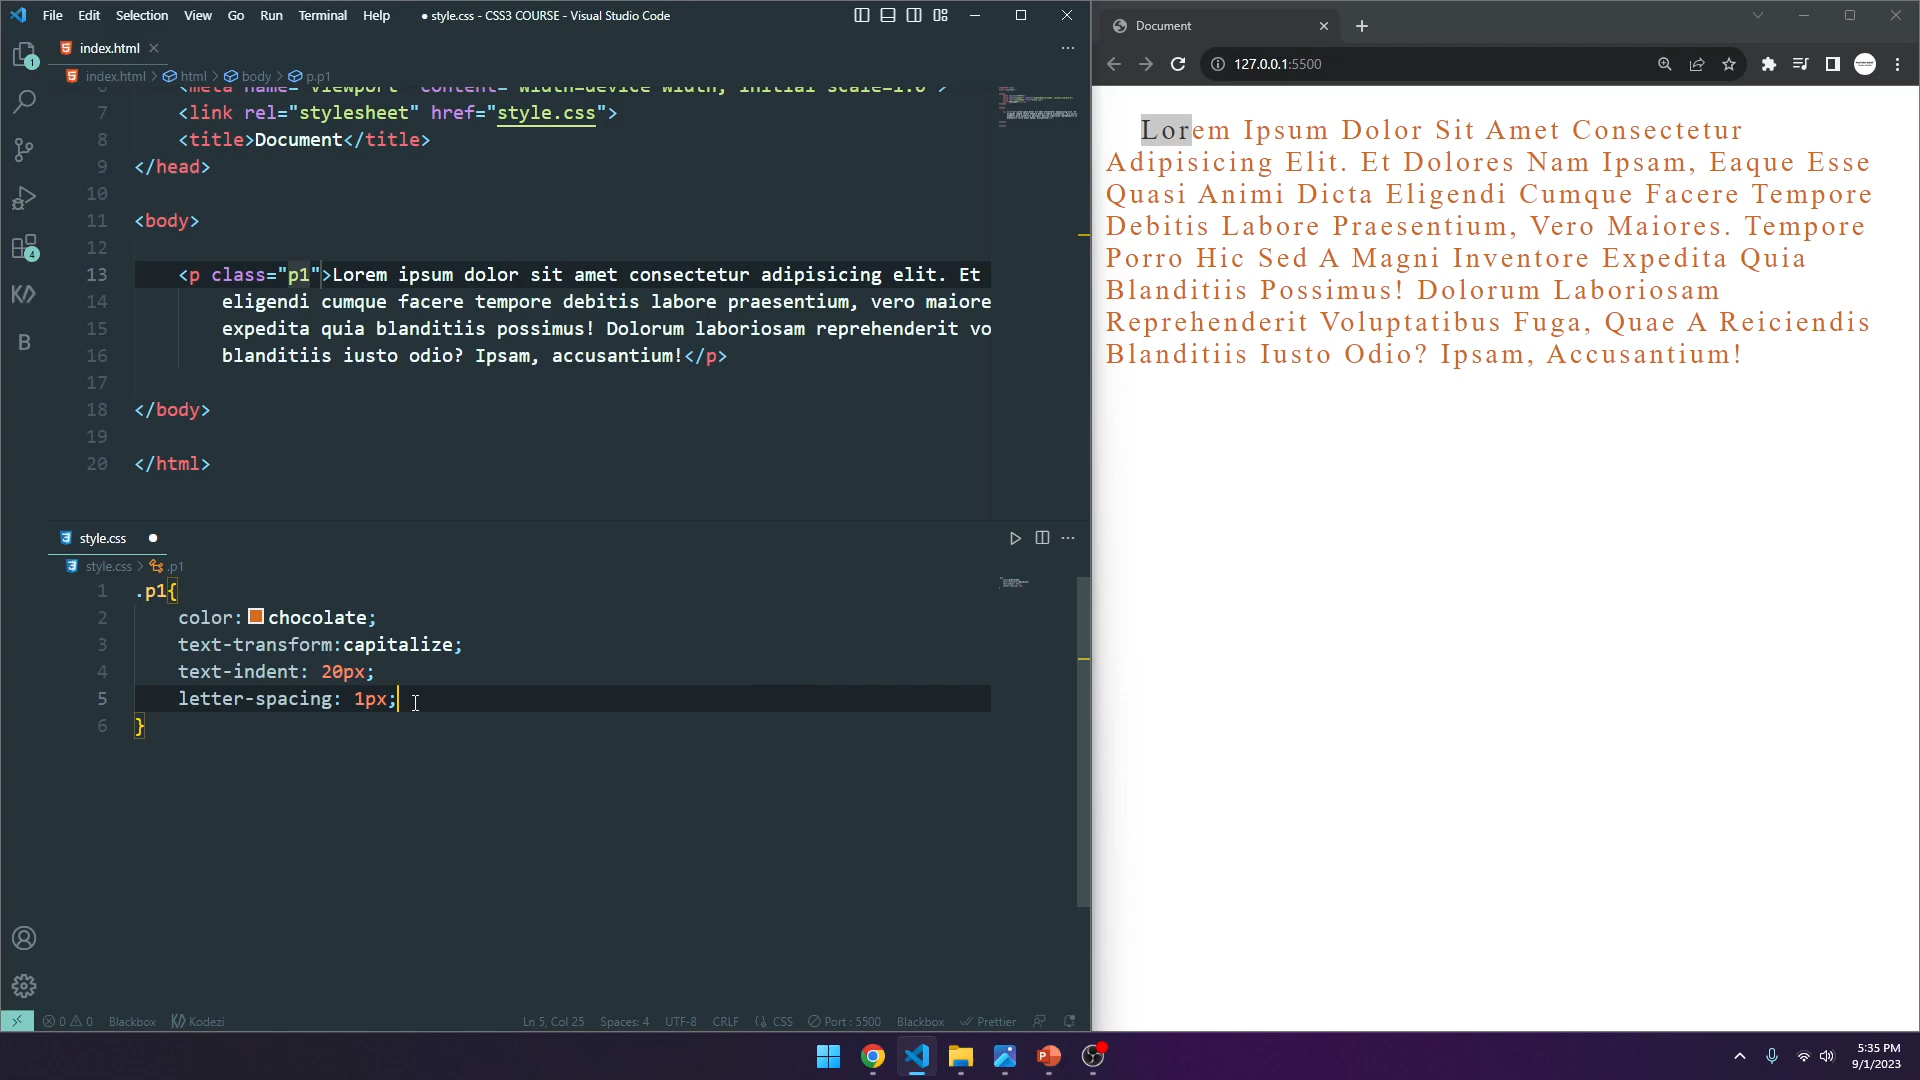 File Edit Selection View Go Run Terminal Help
● style.css - CSS3 COURSE - Visual Studio Code
index.html
index.html > html > body > p.p1
7 <link rel="stylesheet" href="style.css">
8 <title>Document</title>
9 </head>
10
11 <body>
12
13 <p class="p1">Lorem ipsum dolor sit amet consectetur adipisicing elit. Et
14 eligendi cumque facere tempore debitis labore praesentium, vero maiore
15 expedita quia blanditiis possimus! Dolorum laboriosam reprehenderit vo
16 blanditiis iusto odio? Ipsam, accusantium!</p>
17
18 </body>
19
20 </html>
style.css
style.css > .p1
1 .p1{
2 color: chocolate;
3 text-transform:capitalize;
4 text-indent: 20px;
5 letter-spacing: 1px;
6 }
1
4
B
0 0 Blackbox Kodezi Ln 5, Col 25 Spaces: 4 UTF-8 CRLF CSS Port : 5500 Blackbox Prettier
Document
127.0.0.1:5500
Lorem Ipsum Dolor Sit Amet Consectetur
Adipisicing Elit. Et Dolores Nam Ipsam, Eaque Esse
Quasi Animi Dicta Eligendi Cumque Facere Tempore
Debitis Labore Praesentium, Vero Maiores. Tempore
Porro Hic Sed A Magni Inventore Expedita Quia
Blanditiis Possimus! Dolorum Laboriosam
Reprehenderit Voluptatibus Fuga, Quae A Reiciendis
Blanditiis Iusto Odio? Ipsam, Accusantium!
5:35 PM
9/1/2023